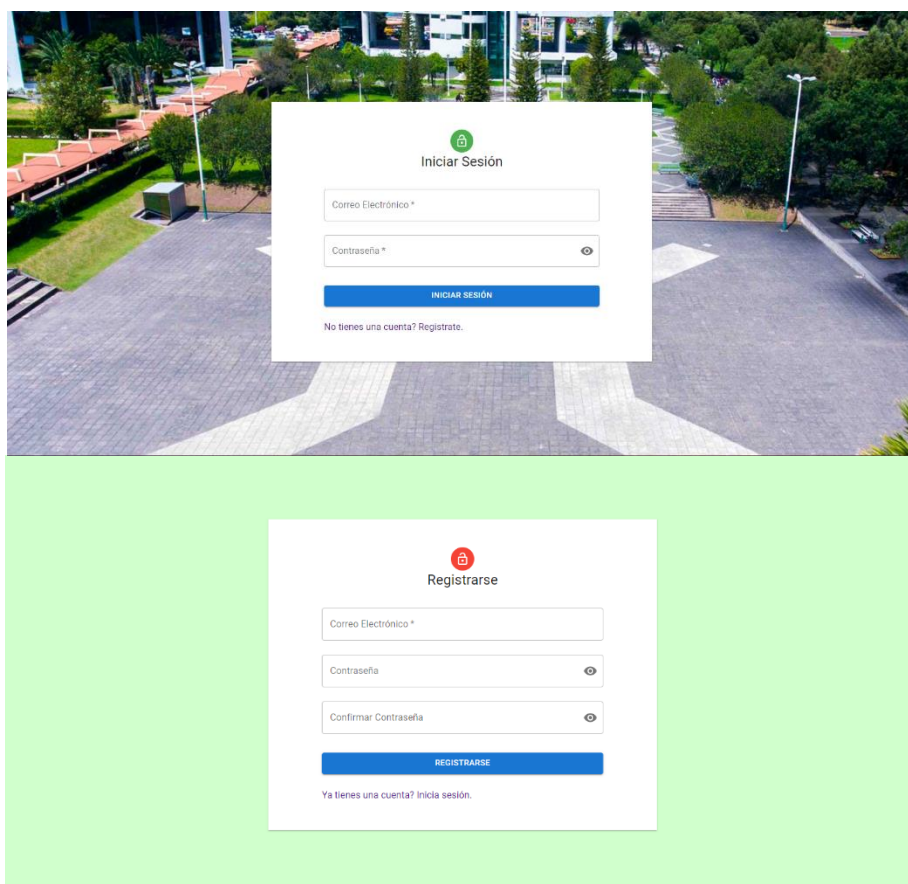 Iniciar Sesión
Correo Electrónico *
Contraseña *
INICIAR SESIÓN
No tienes una cuenta? Registrate.
Registrarse
Correo Electrónico *
Contraseña
Confirmar Contraseña
REGISTRARSE
Ya tienes una cuenta? Inicia sesión.